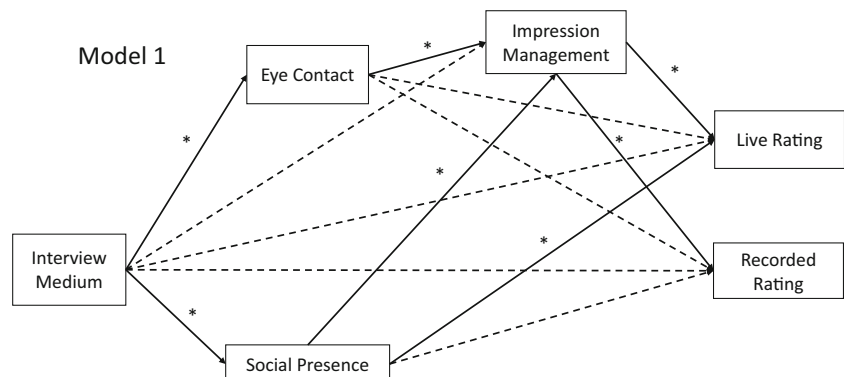 Model 1
Eye Contact
*
Impression
Management
*
*
*
*
Live Rating
*
Interview
Medium
*
Recorded
Rating
Social Presence